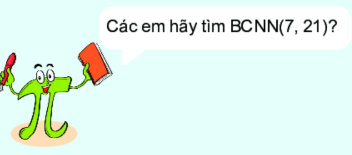 Các em hãy tìm BCNN(7, 21)?